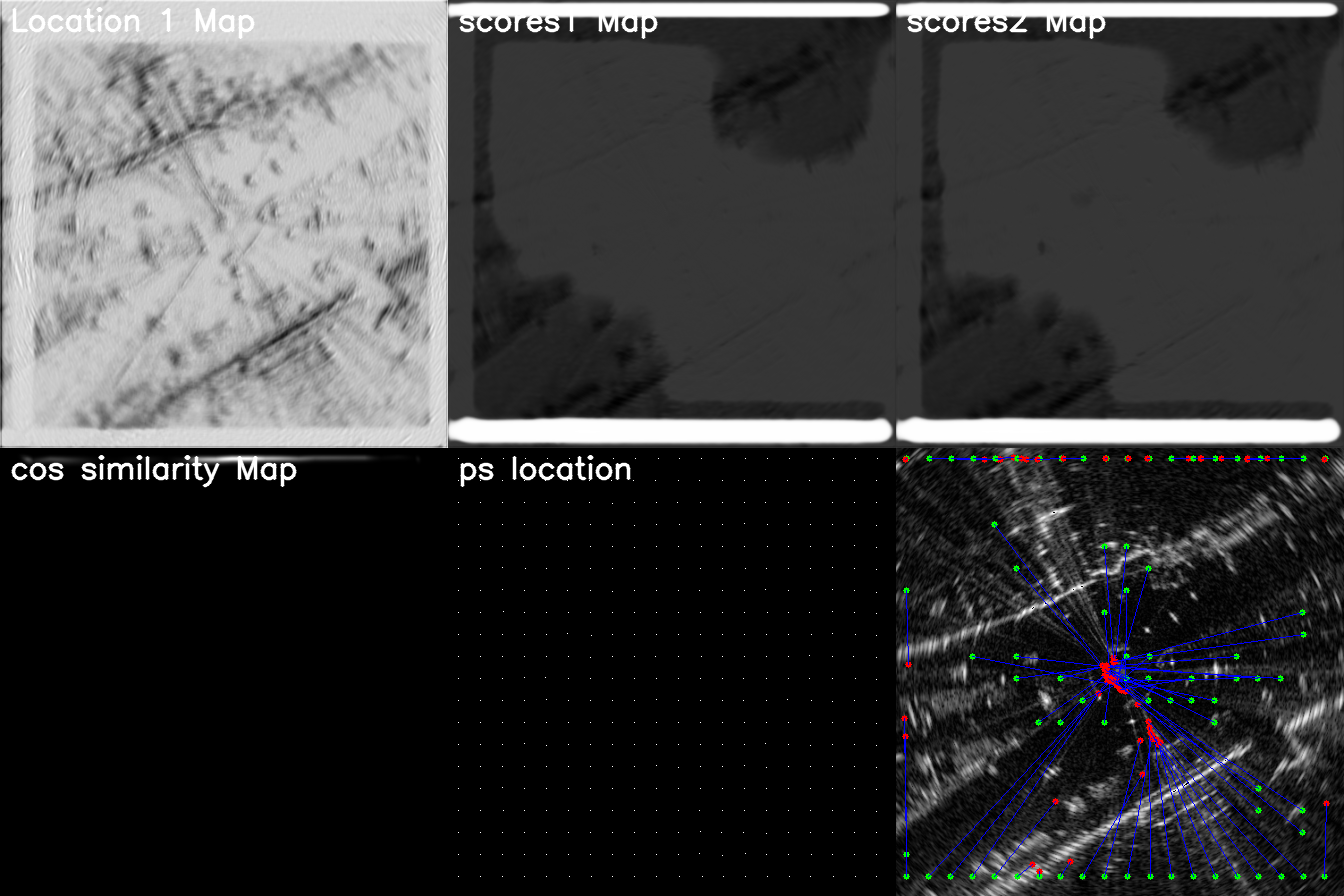 Location 1 Map
scores1 Map
scores2 Map
cos similarity Map
ps location